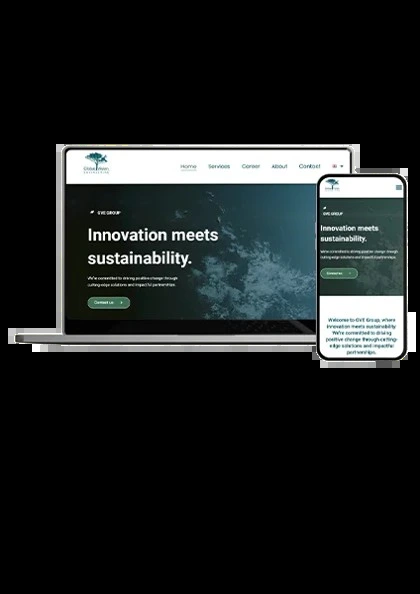 Home Services Career About Contact
GVE GROUP
Innovation meets
sustainability.
We're committed to driving positive change through
cutting-edge solutions and impactful partnerships.
Contact us
GVE GROUP
Innovation meets
sustainability.
We're committed to driving positive change through
cutting-edge solutions and impactful partnerships.
Contact us
Welcome to GVE Group, where
innovation meets sustainability.
We're committed to driving
positive change through cutting-
edge solutions and impactful
partnerships.